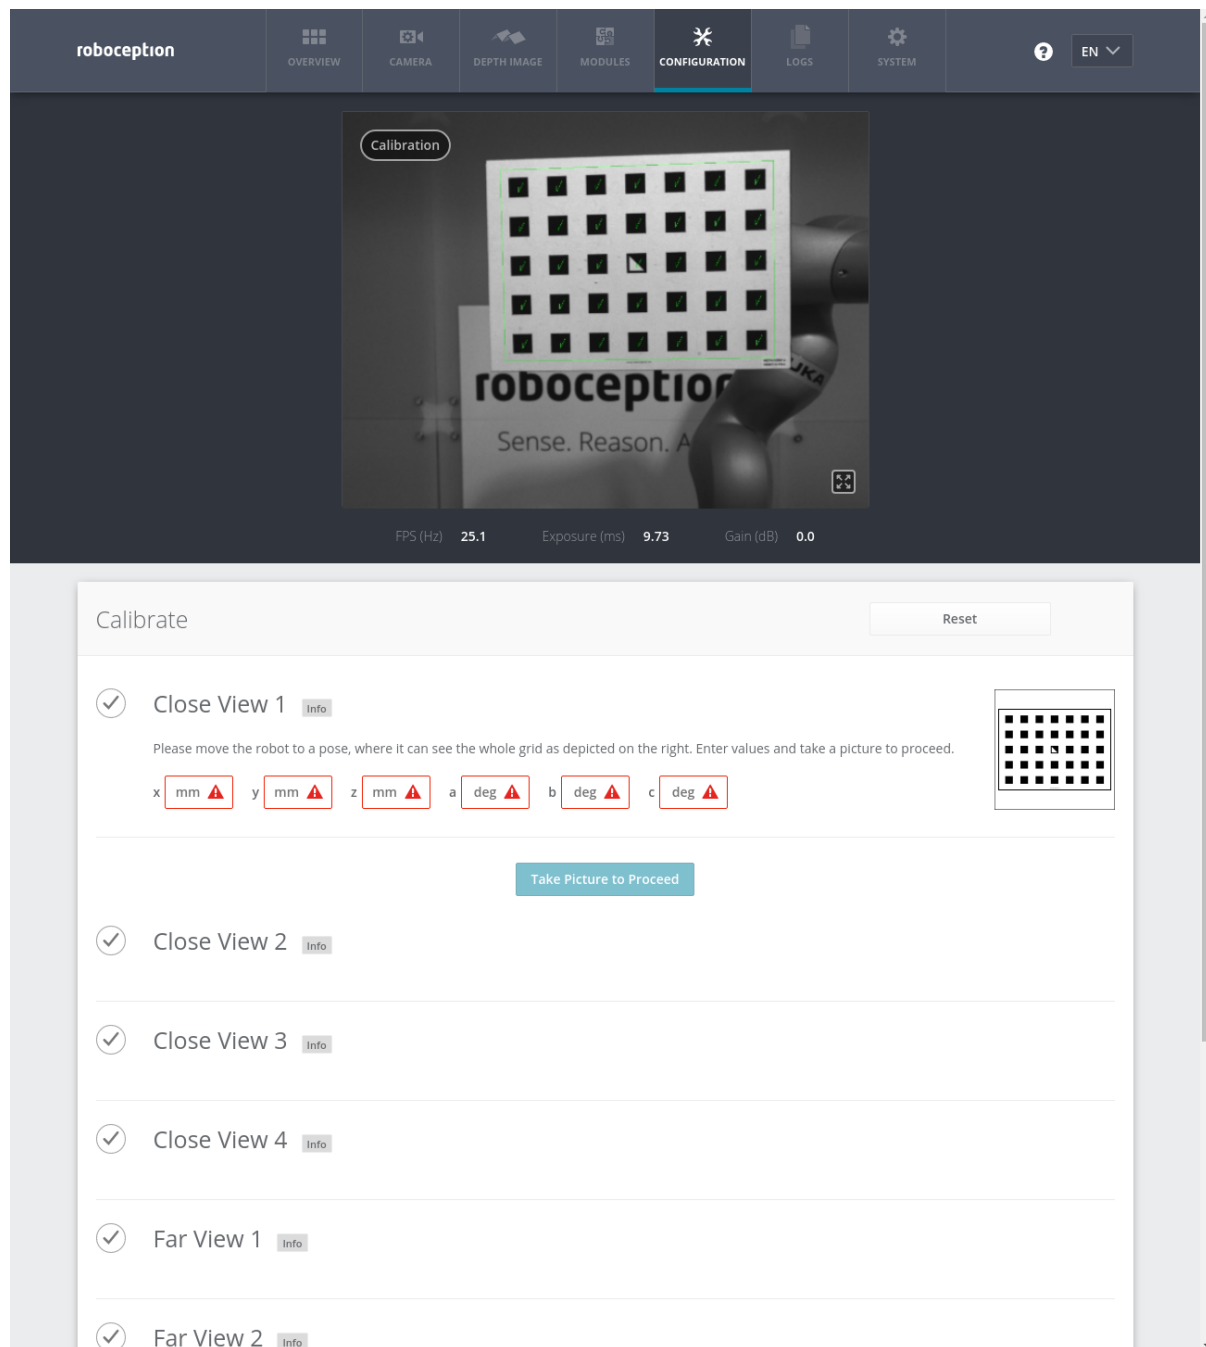 roboception
OVERVIEW
CAMERA
DEPTH IMAGE
MODULES
CONFIGURATION
LOGS
SYSTEM
?
EN
Calibration
KUKA
roboception
Sense. Reason. A
FPS (Hz) 25.1 Exposure (ms) 9.73 Gain (dB) 0.0
Calibrate
Reset
Close View 1 Info
Please move the robot to a pose, where it can see the whole grid as depicted on the right. Enter values and take a picture to proceed.
x mm y mm z mm a deg b deg c deg
Take Picture to Proceed
Close View 2 Info
Close View 3 Info
Close View 4 Info
Far View 1 Info
Far View 2 Info